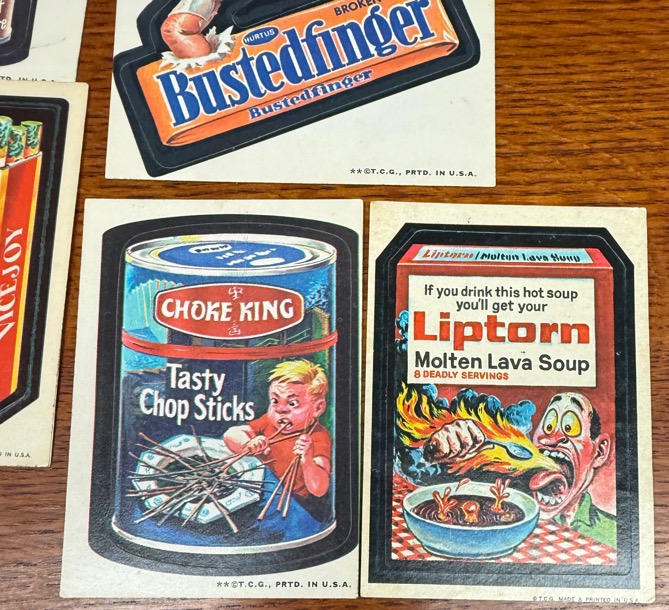 BROKEN
HURTUS
Bustedfinger
Bustedfinger
**©T.C.G., PRTD. IN U.S.A.
VICEJOY
IN U.S.A.
CHOKE KING
Tasty
Chop Sticks
**©T.C.G., PRTD. IN U.S.A.
Liptorn / Molten Lava Soup
If you drink this hot soup
you'll get your
Liptorn
Molten Lava Soup
8 DEADLY SERVINGS
©T.C.G. MADE & PRINTED IN U.S.A.